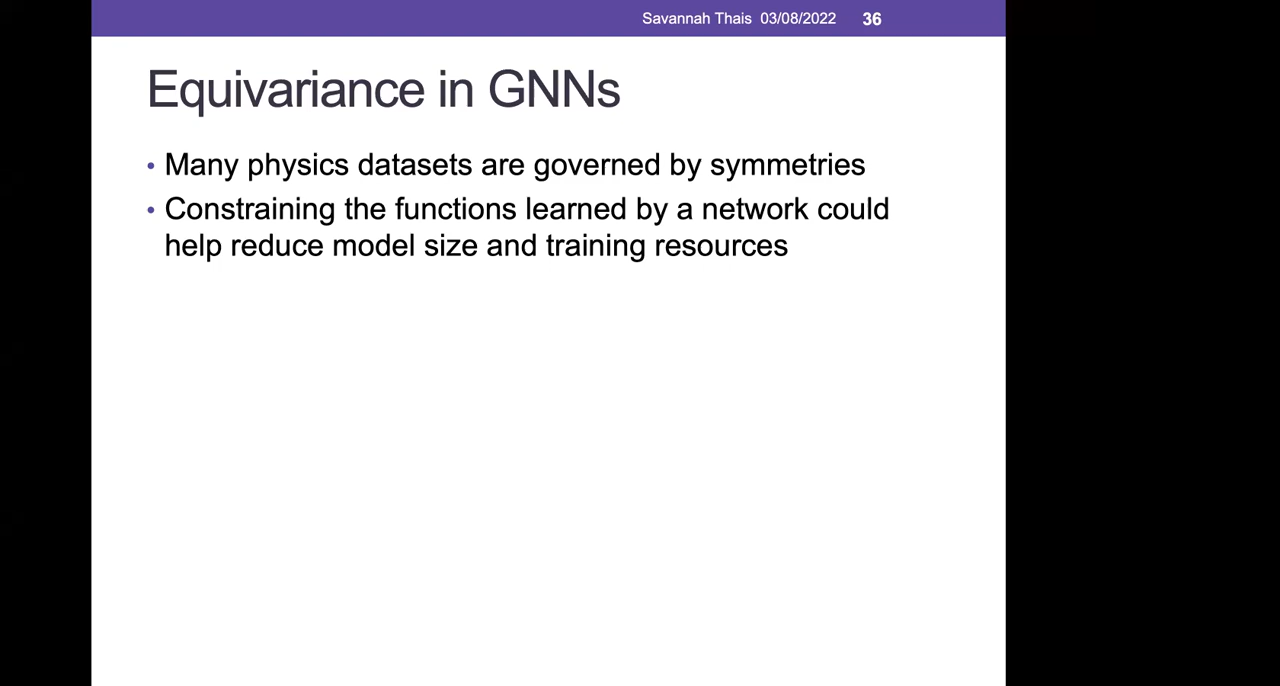 Savannah Thais 03/08/2022 36
Equivariance in GNNs
• Many physics datasets are governed by symmetries
• Constraining the functions learned by a network could
help reduce model size and training resources